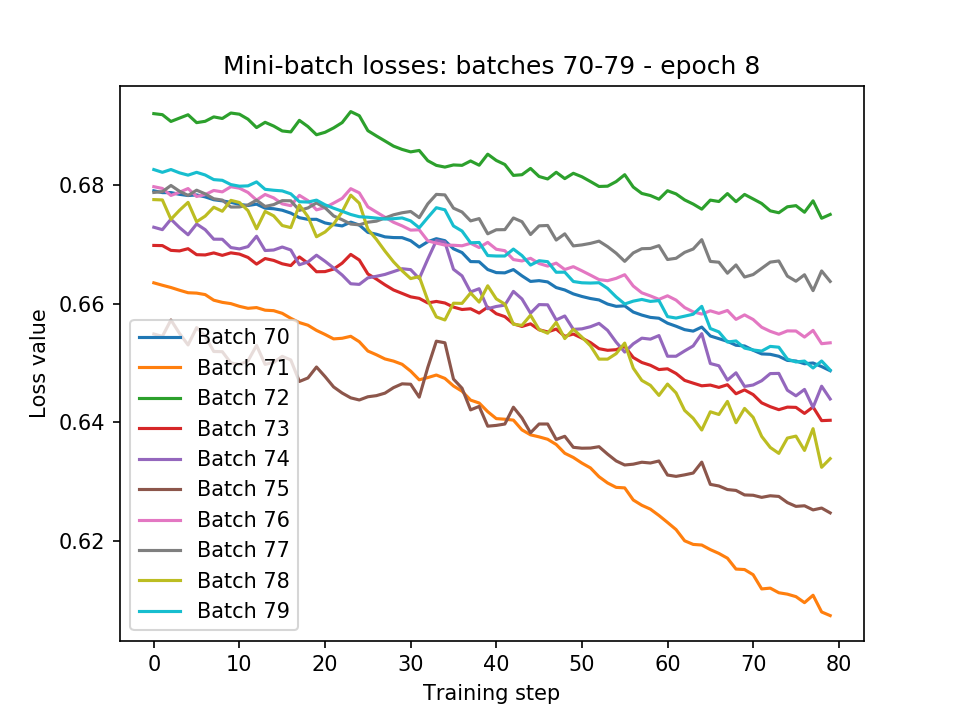 Mini-batch losses: batches 70-79 - epoch 8
Loss value
0.68
0.66
0.64
0.62
Batch 70
Batch 71
Batch 72
Batch 73
Batch 74
Batch 75
Batch 76
Batch 77
Batch 78
Batch 79
0 10 20 30 40 50 60 70 80
Training step